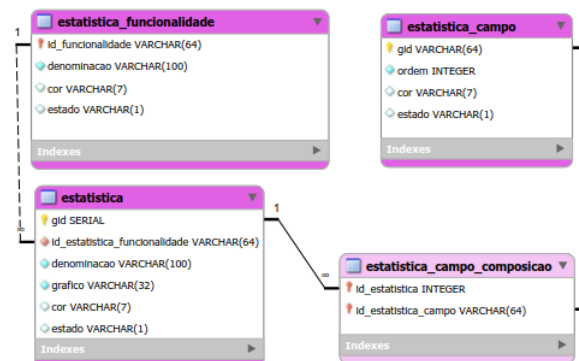 estatistica_funcionalidade
id_funcionalidade VARCHAR(64)
denominacao VARCHAR(100)
cor VARCHAR(7)
estado VARCHAR(1)
Indexes
estatistica_campo
gid VARCHAR(64)
ordem INTEGER
cor VARCHAR(7)
estado VARCHAR(1)
Indexes
1
∞
estatistica
gid SERIAL
id_estatistica_funcionalidade VARCHAR(64)
denominacao VARCHAR(100)
grafico VARCHAR(32)
cor VARCHAR(7)
estado VARCHAR(1)
Indexes
1
∞
estatistica_campo_composicao
id_estatistica INTEGER
id_estatistica_campo VARCHAR(64)
Indexes